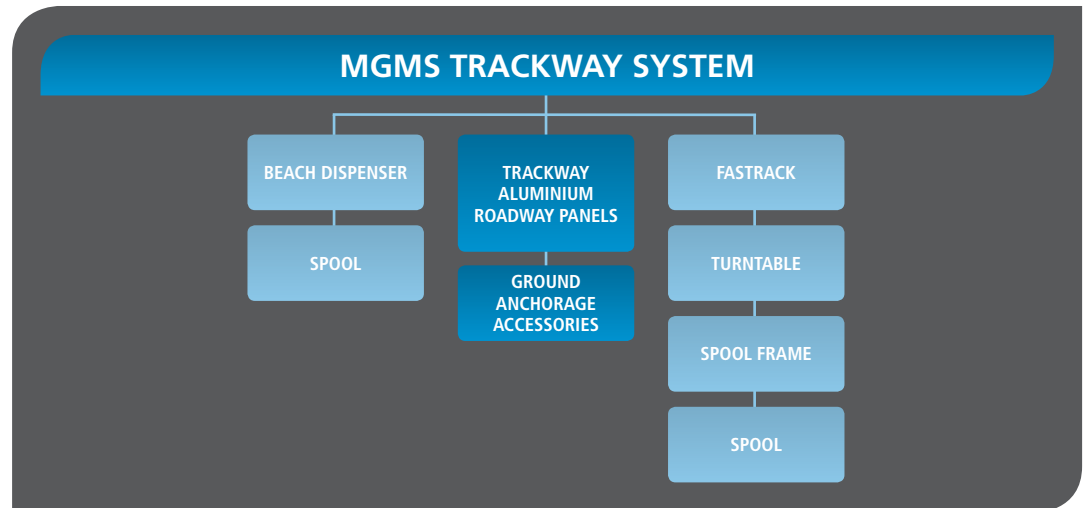 MGMS TRACKWAY SYSTEM
BEACH DISPENSER
SPOOL
TRACKWAY
ALUMINIUM
ROADWAY PANELS
GROUND
ANCHORAGE
ACCESSORIES
FASTRACK
TURNTABLE
SPOOL FRAME
SPOOL